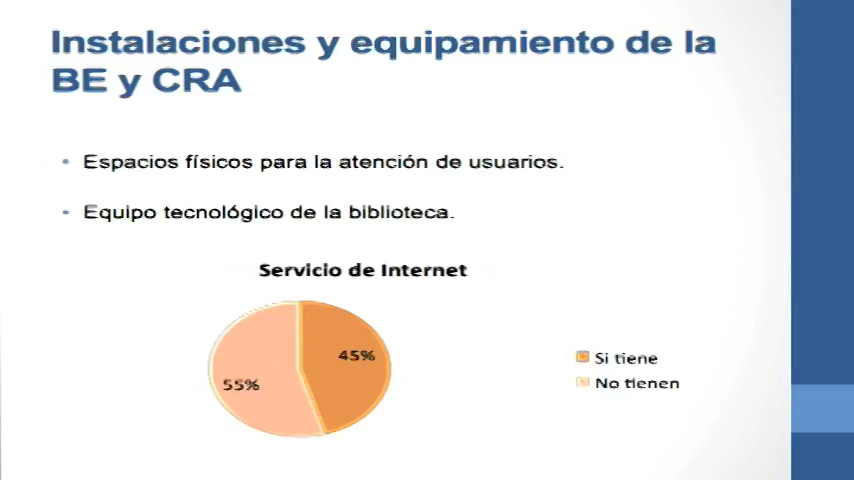 Instalaciones y equipamiento de la
BE y CRA
• Espacios físicos para la atención de usuarios.
• Equipo tecnológico de la biblioteca.
Servicio de Internet
45%
55%
Si tiene
No tienen